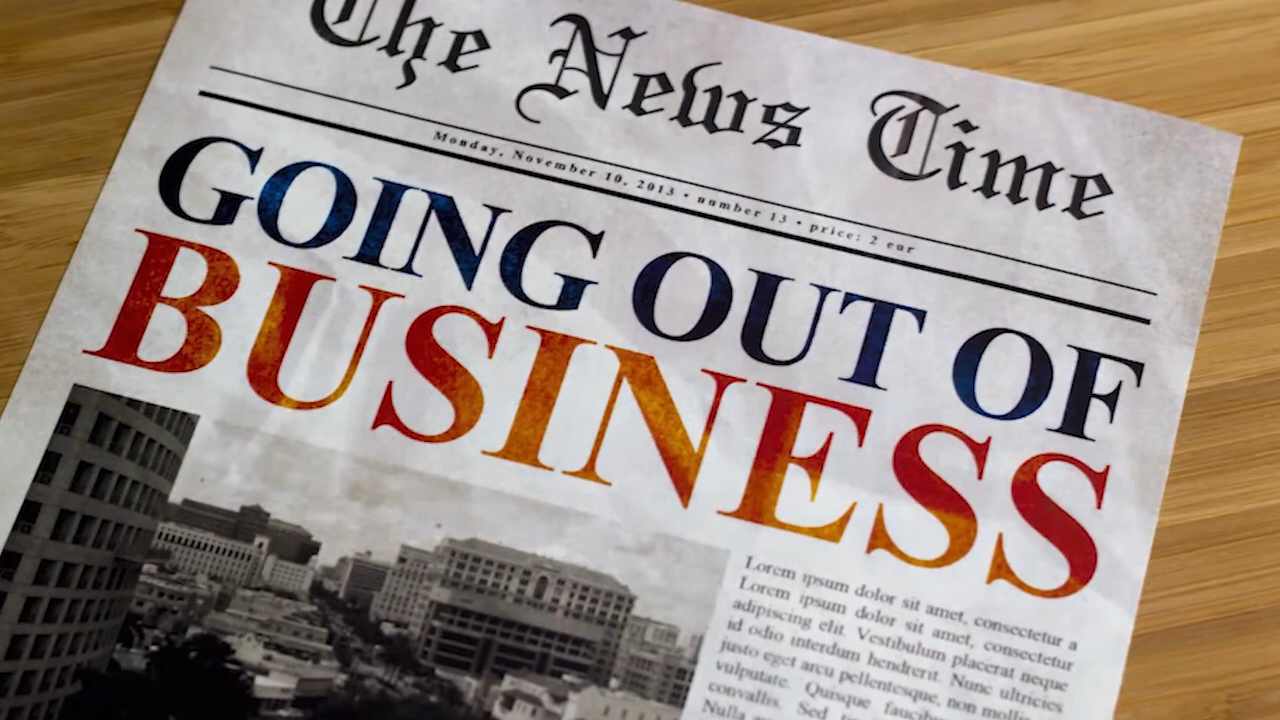 The News Time
Monday, November 10, 2013 • number 13 • price: 2 eur
GOING OUT OF
BUSINESS
Lorem ipsum dolor sit amet, consectetur a
Lorem ipsum dolor sit amet, consectetur
adipiscing elit. Vestibulum placerat neque
id odio interdum hendrerit. Nunc ultricies
justo eget arcu pellentesque, non mollis
vulputate. Quisque faucibus
convallis. Sed
Nulla